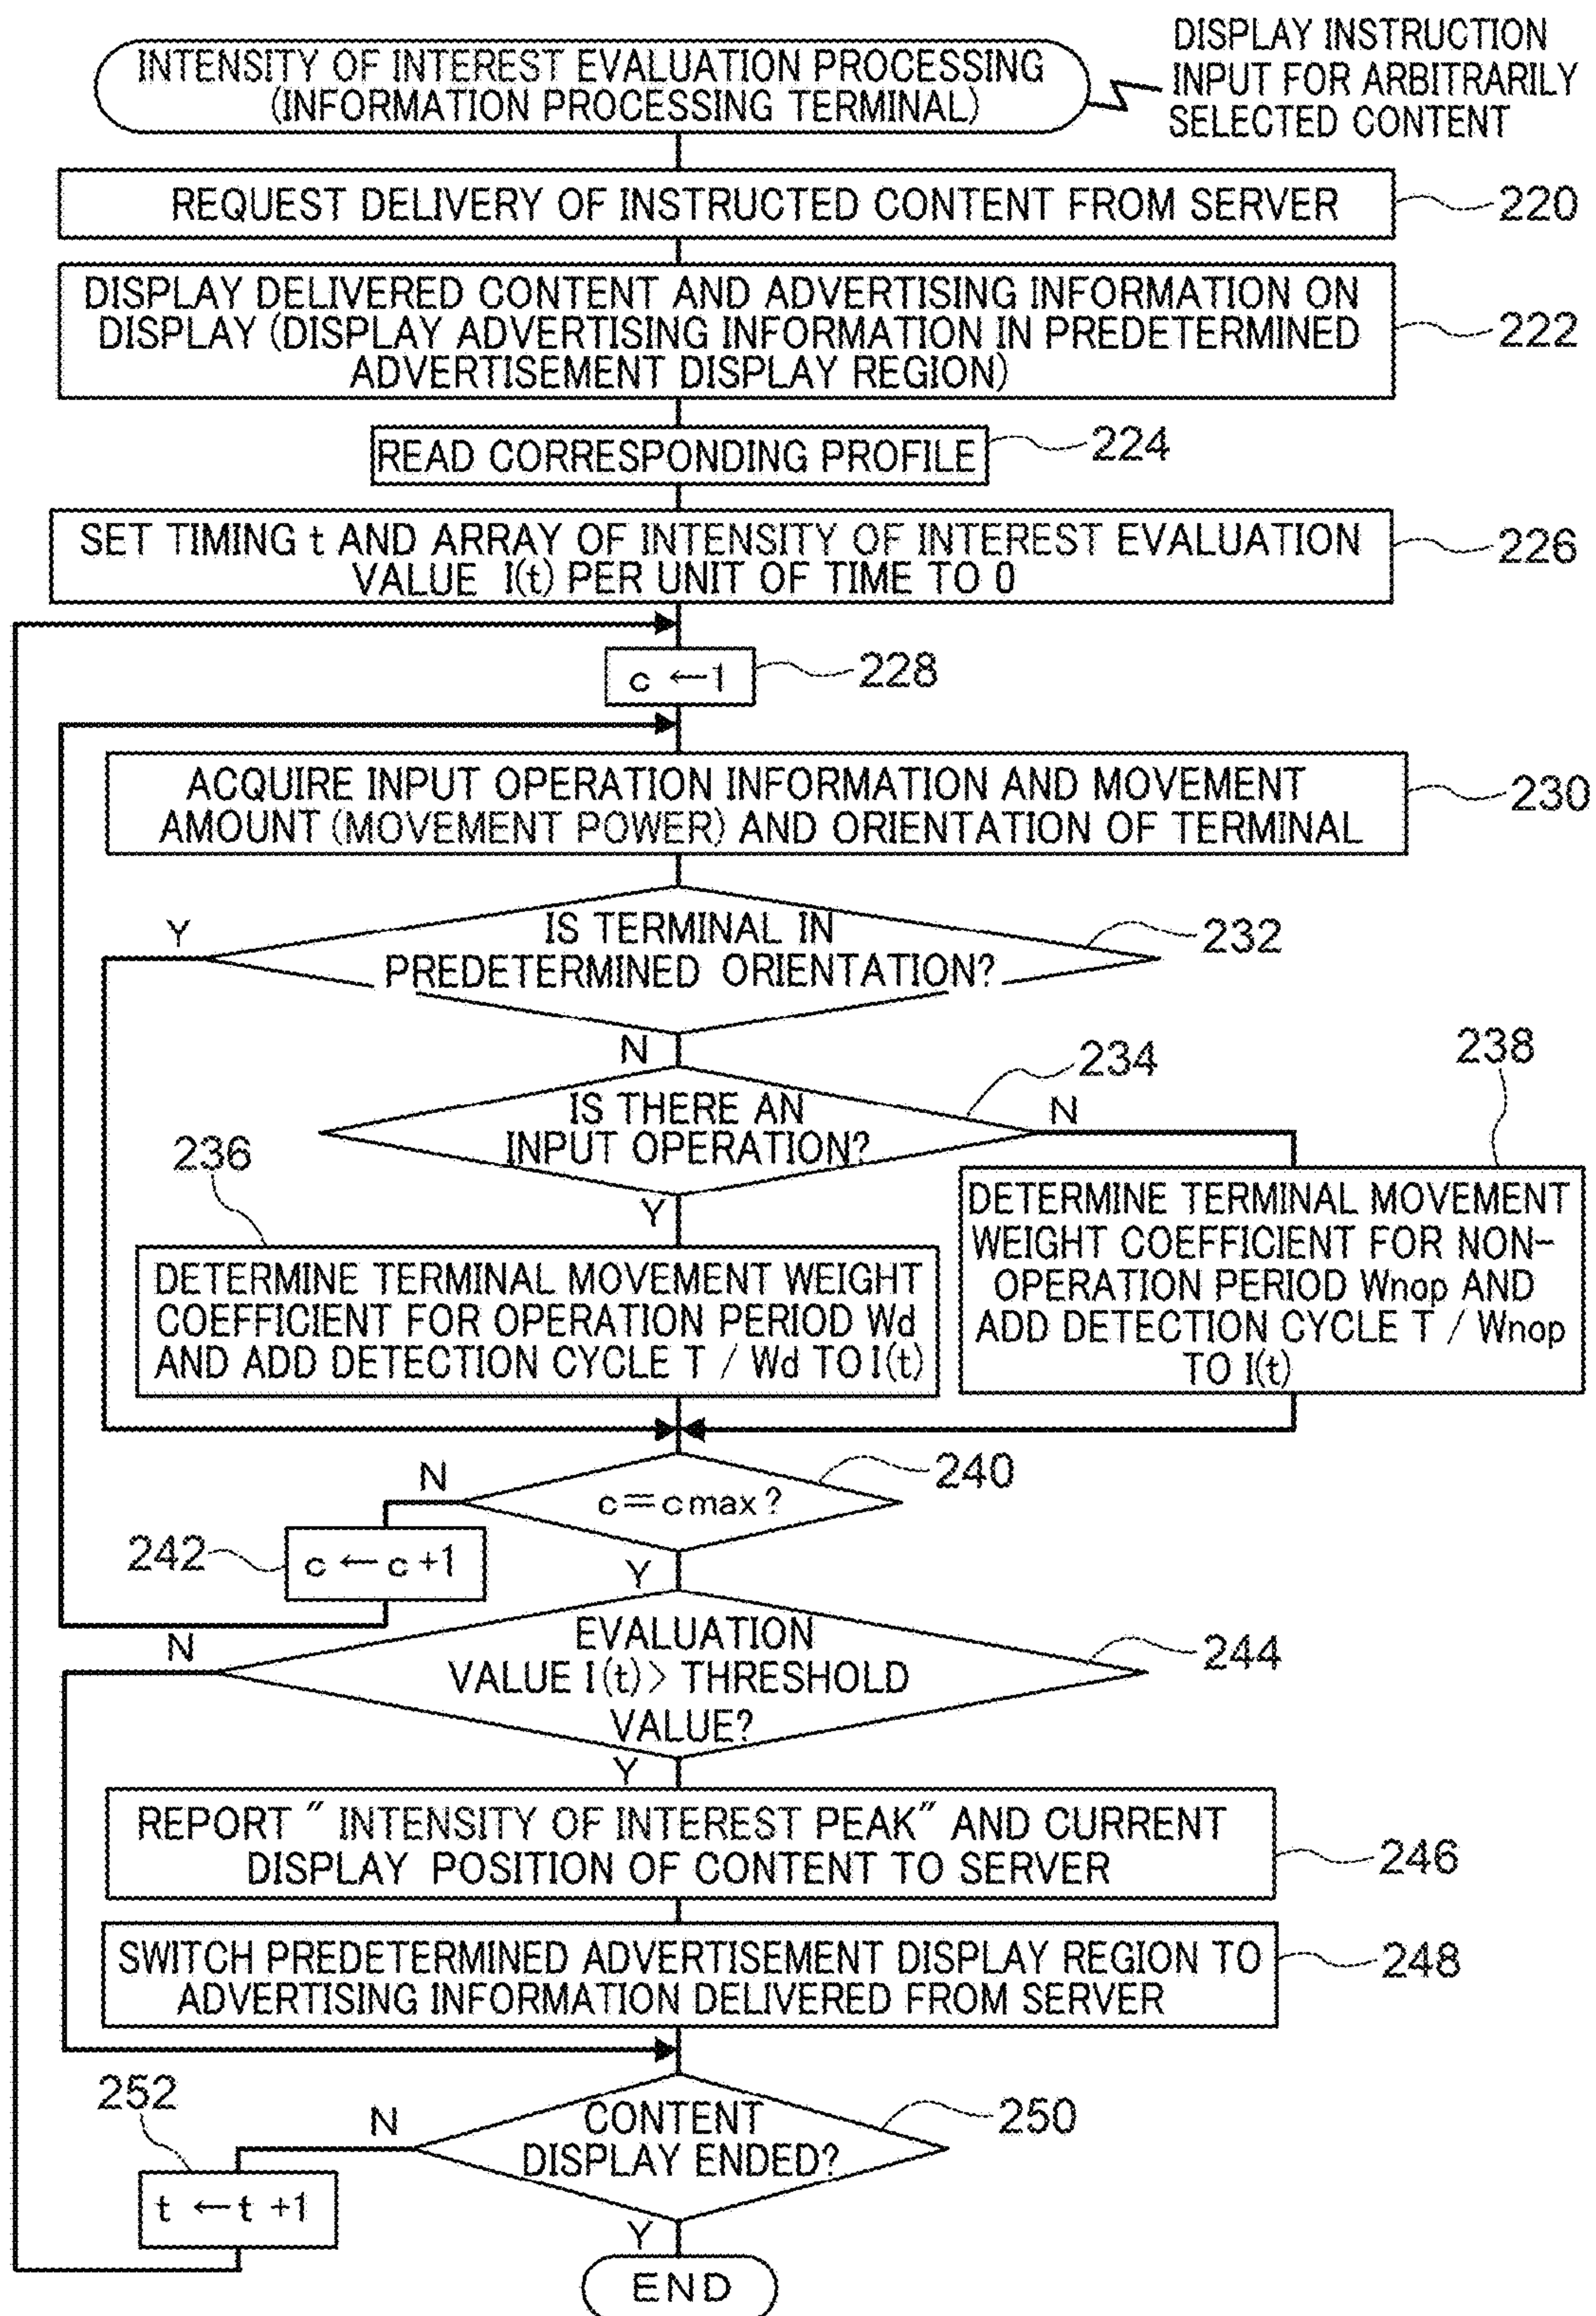 DISPLAY INSTRUCTION
INPUT FOR ARBITRARILY
SELECTED CONTENT
INTENSITY OF INTEREST EVALUATION PROCESSING
(INFORMATION PROCESSING TERMINAL)
REQUEST DELIVERY OF INSTRUCTED CONTENT FROM SERVER
220
DISPLAY DELIVERED CONTENT AND ADVERTISING INFORMATION ON
DISPLAY (DISPLAY ADVERTISING INFORMATION IN PREDETERMINED
ADVERTISEMENT DISPLAY REGION)
222
READ CORRESPONDING PROFILE
224
SET TIMING t AND ARRAY OF INTENSITY OF INTEREST EVALUATION
VALUE I(t) PER UNIT OF TIME TO 0
226
c ←1
228
ACQUIRE INPUT OPERATION INFORMATION AND MOVEMENT
AMOUNT (MOVEMENT POWER) AND ORIENTATION OF TERMINAL
230
Y
IS TERMINAL IN
PREDETERMINED ORIENTATION?
232
N
234
IS THERE AN
INPUT OPERATION?
N
238
236
Y
DETERMINE TERMINAL MOVEMENT WEIGHT
COEFFICIENT FOR OPERATION PERIOD Wd
AND ADD DETECTION CYCLE T / Wd TO I(t)
DETERMINE TERMINAL MOVEMENT
WEIGHT COEFFICIENT FOR NON-
OPERATION PERIOD Wnop AND
ADD DETECTION CYCLE T / Wnop
TO I(t)
N
c=cmax?
240
242
c ←c +1
Y
N
EVALUATION
VALUE I(t)> THRESHOLD
VALUE?
244
Y
REPORT " INTENSITY OF INTEREST PEAK" AND CURRENT
DISPLAY POSITION OF CONTENT TO SERVER
246
SWITCH PREDETERMINED ADVERTISEMENT DISPLAY REGION TO
ADVERTISING INFORMATION DELIVERED FROM SERVER
248
252
N
CONTENT
DISPLAY ENDED?
250
t ←t +1
Y
END